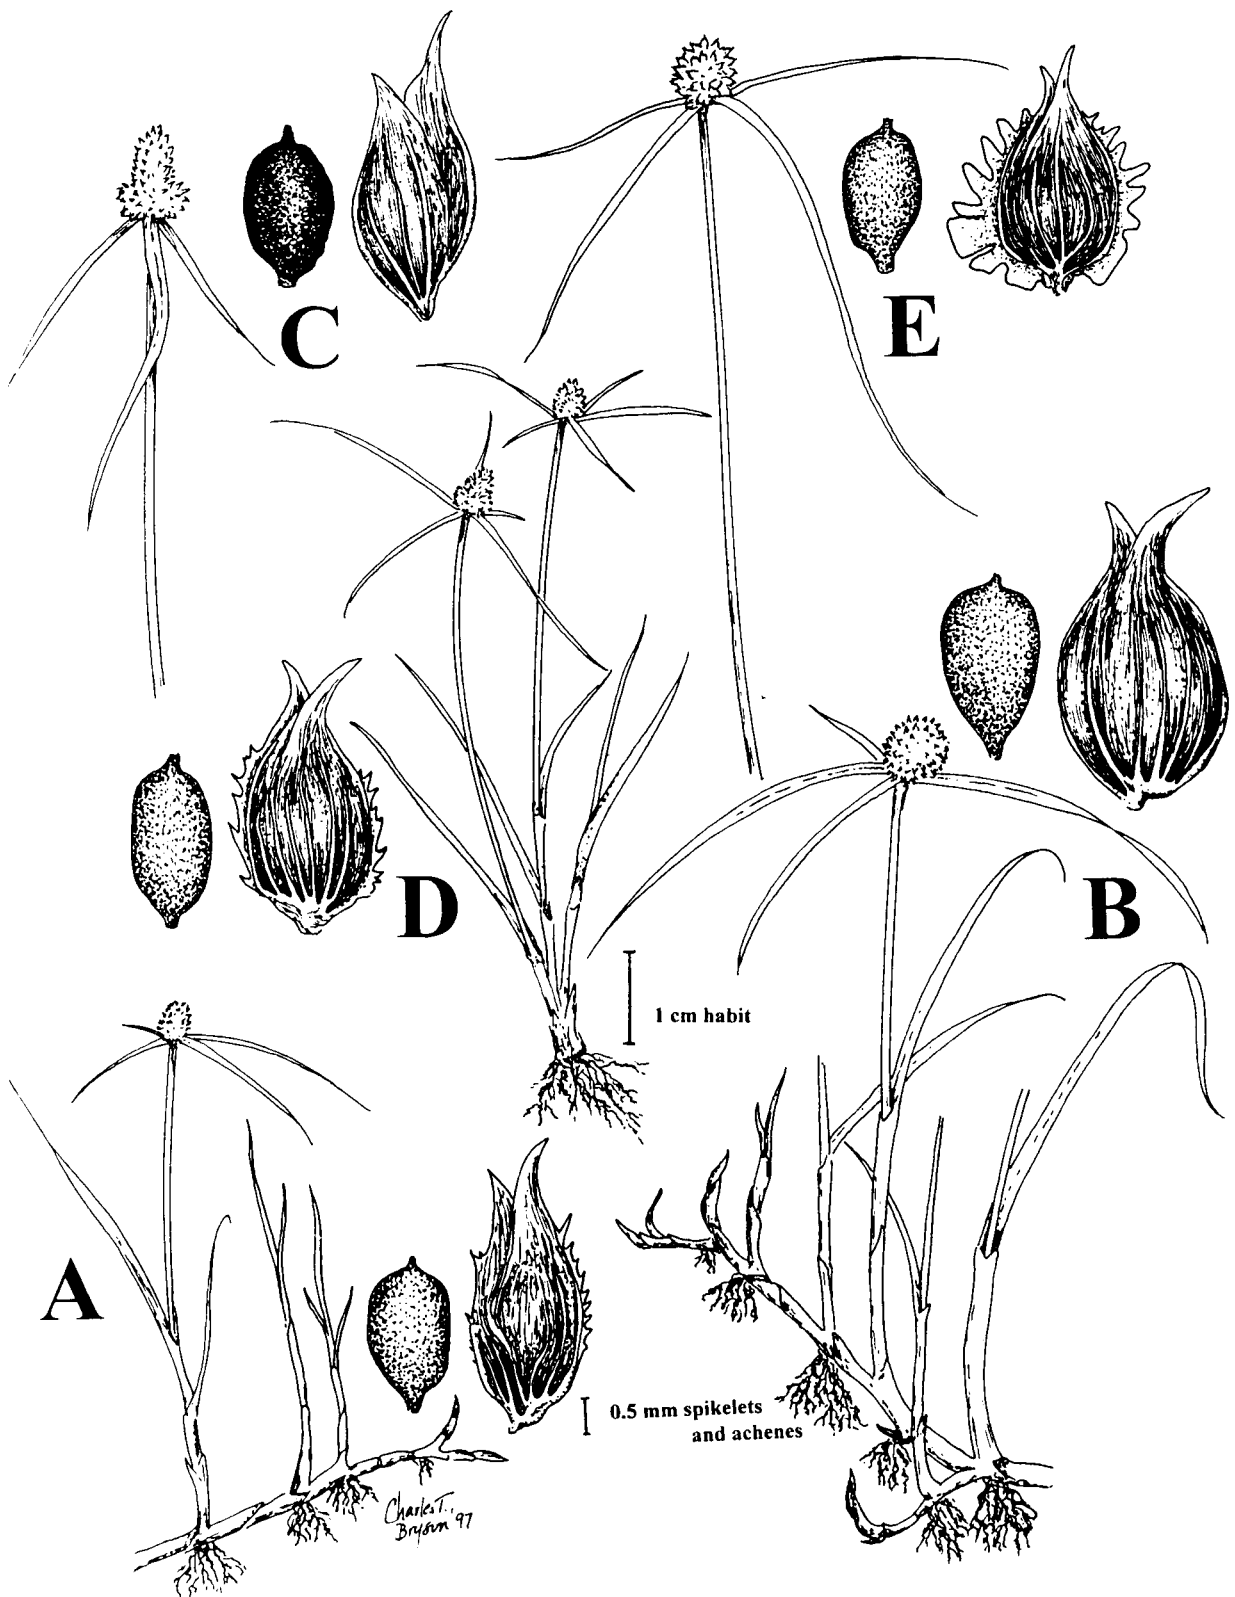 C
E
D
B
1 cm habit
A
0.5 mm spikelets
and achenes
Charles T.
Bryson '97